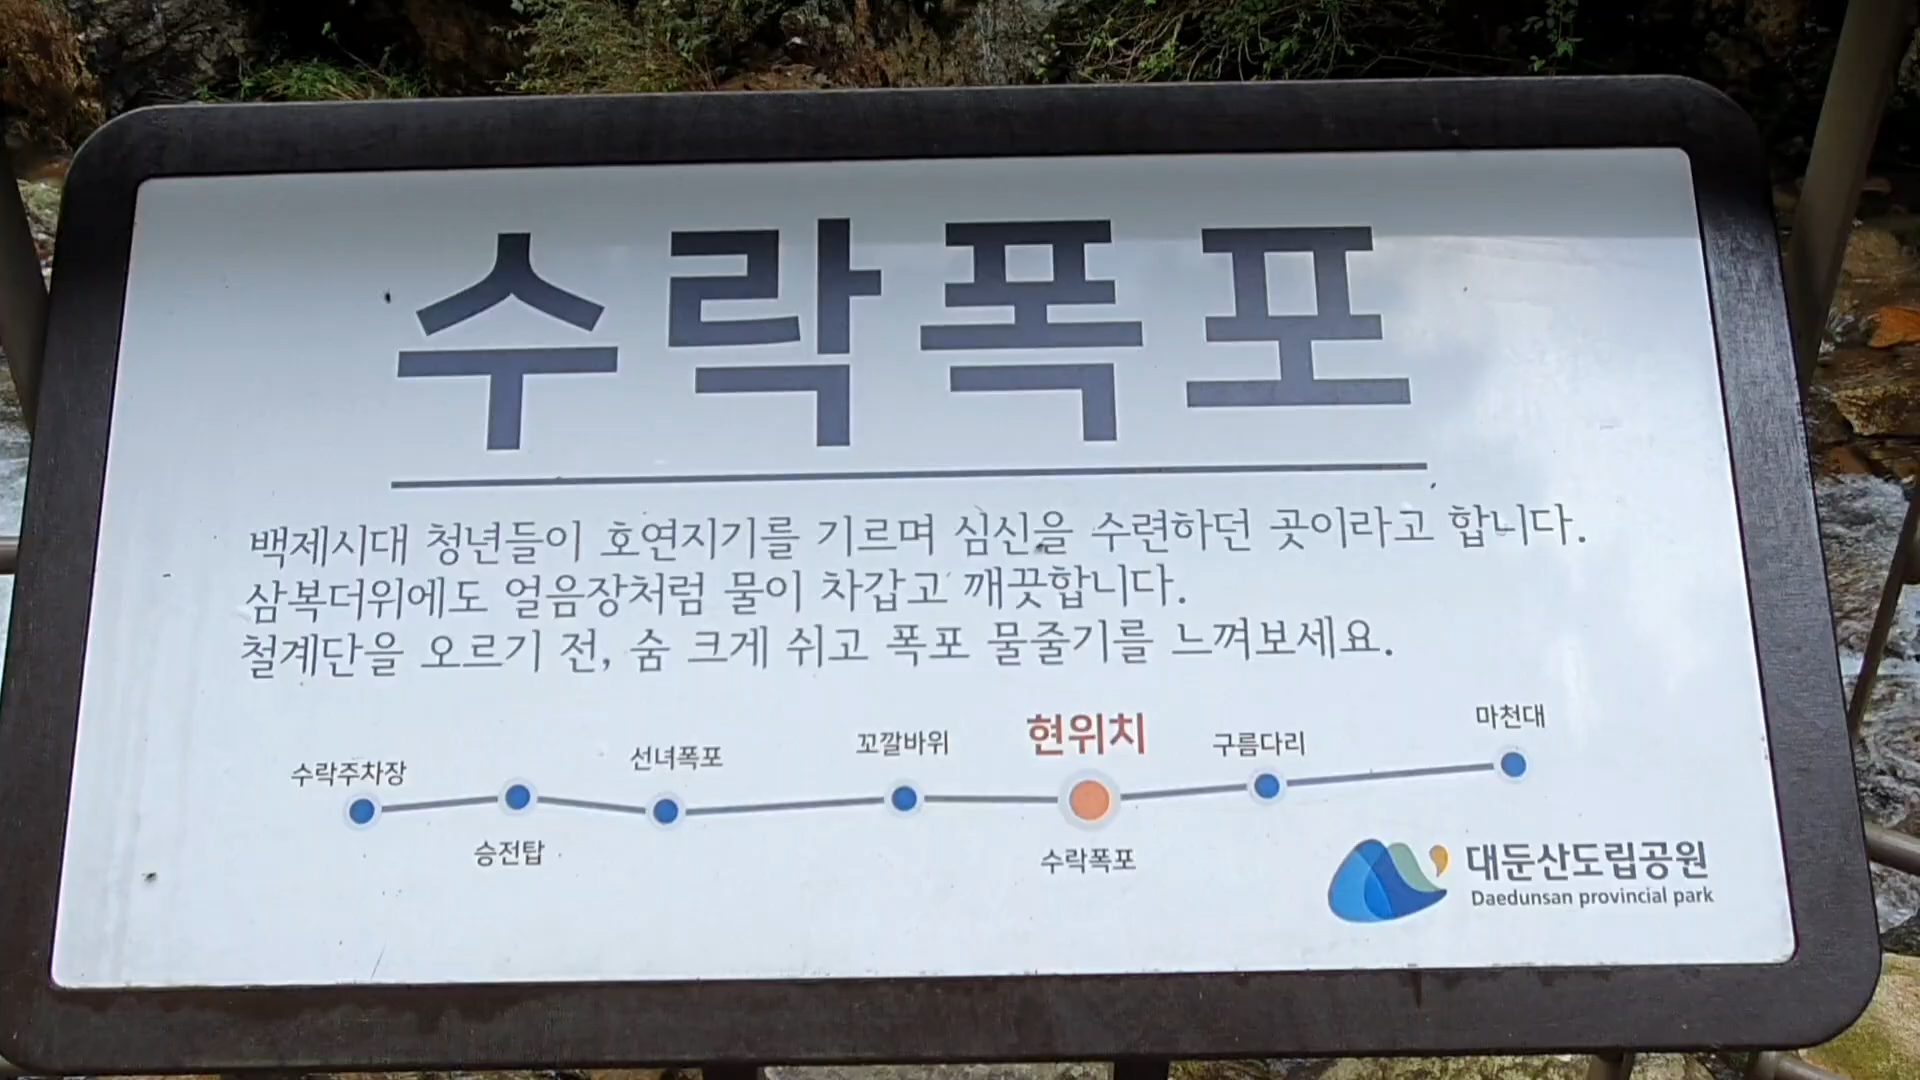 수락폭포
백제시대 청년들이 호연지기를 기르며 심신을 수련하던 곳이라고 합니다.
삼복더위에도 얼음장처럼 물이 차갑고 깨끗합니다.
철계단을 오르기 전, 숨 크게 쉬고 폭포 물줄기를 느껴보세요.
수락주차장
승전탑
선녀폭포
꼬깔바위
현위치
수락폭포
구름다리
마천대
대둔산도립공원
Daedunsan provincial park